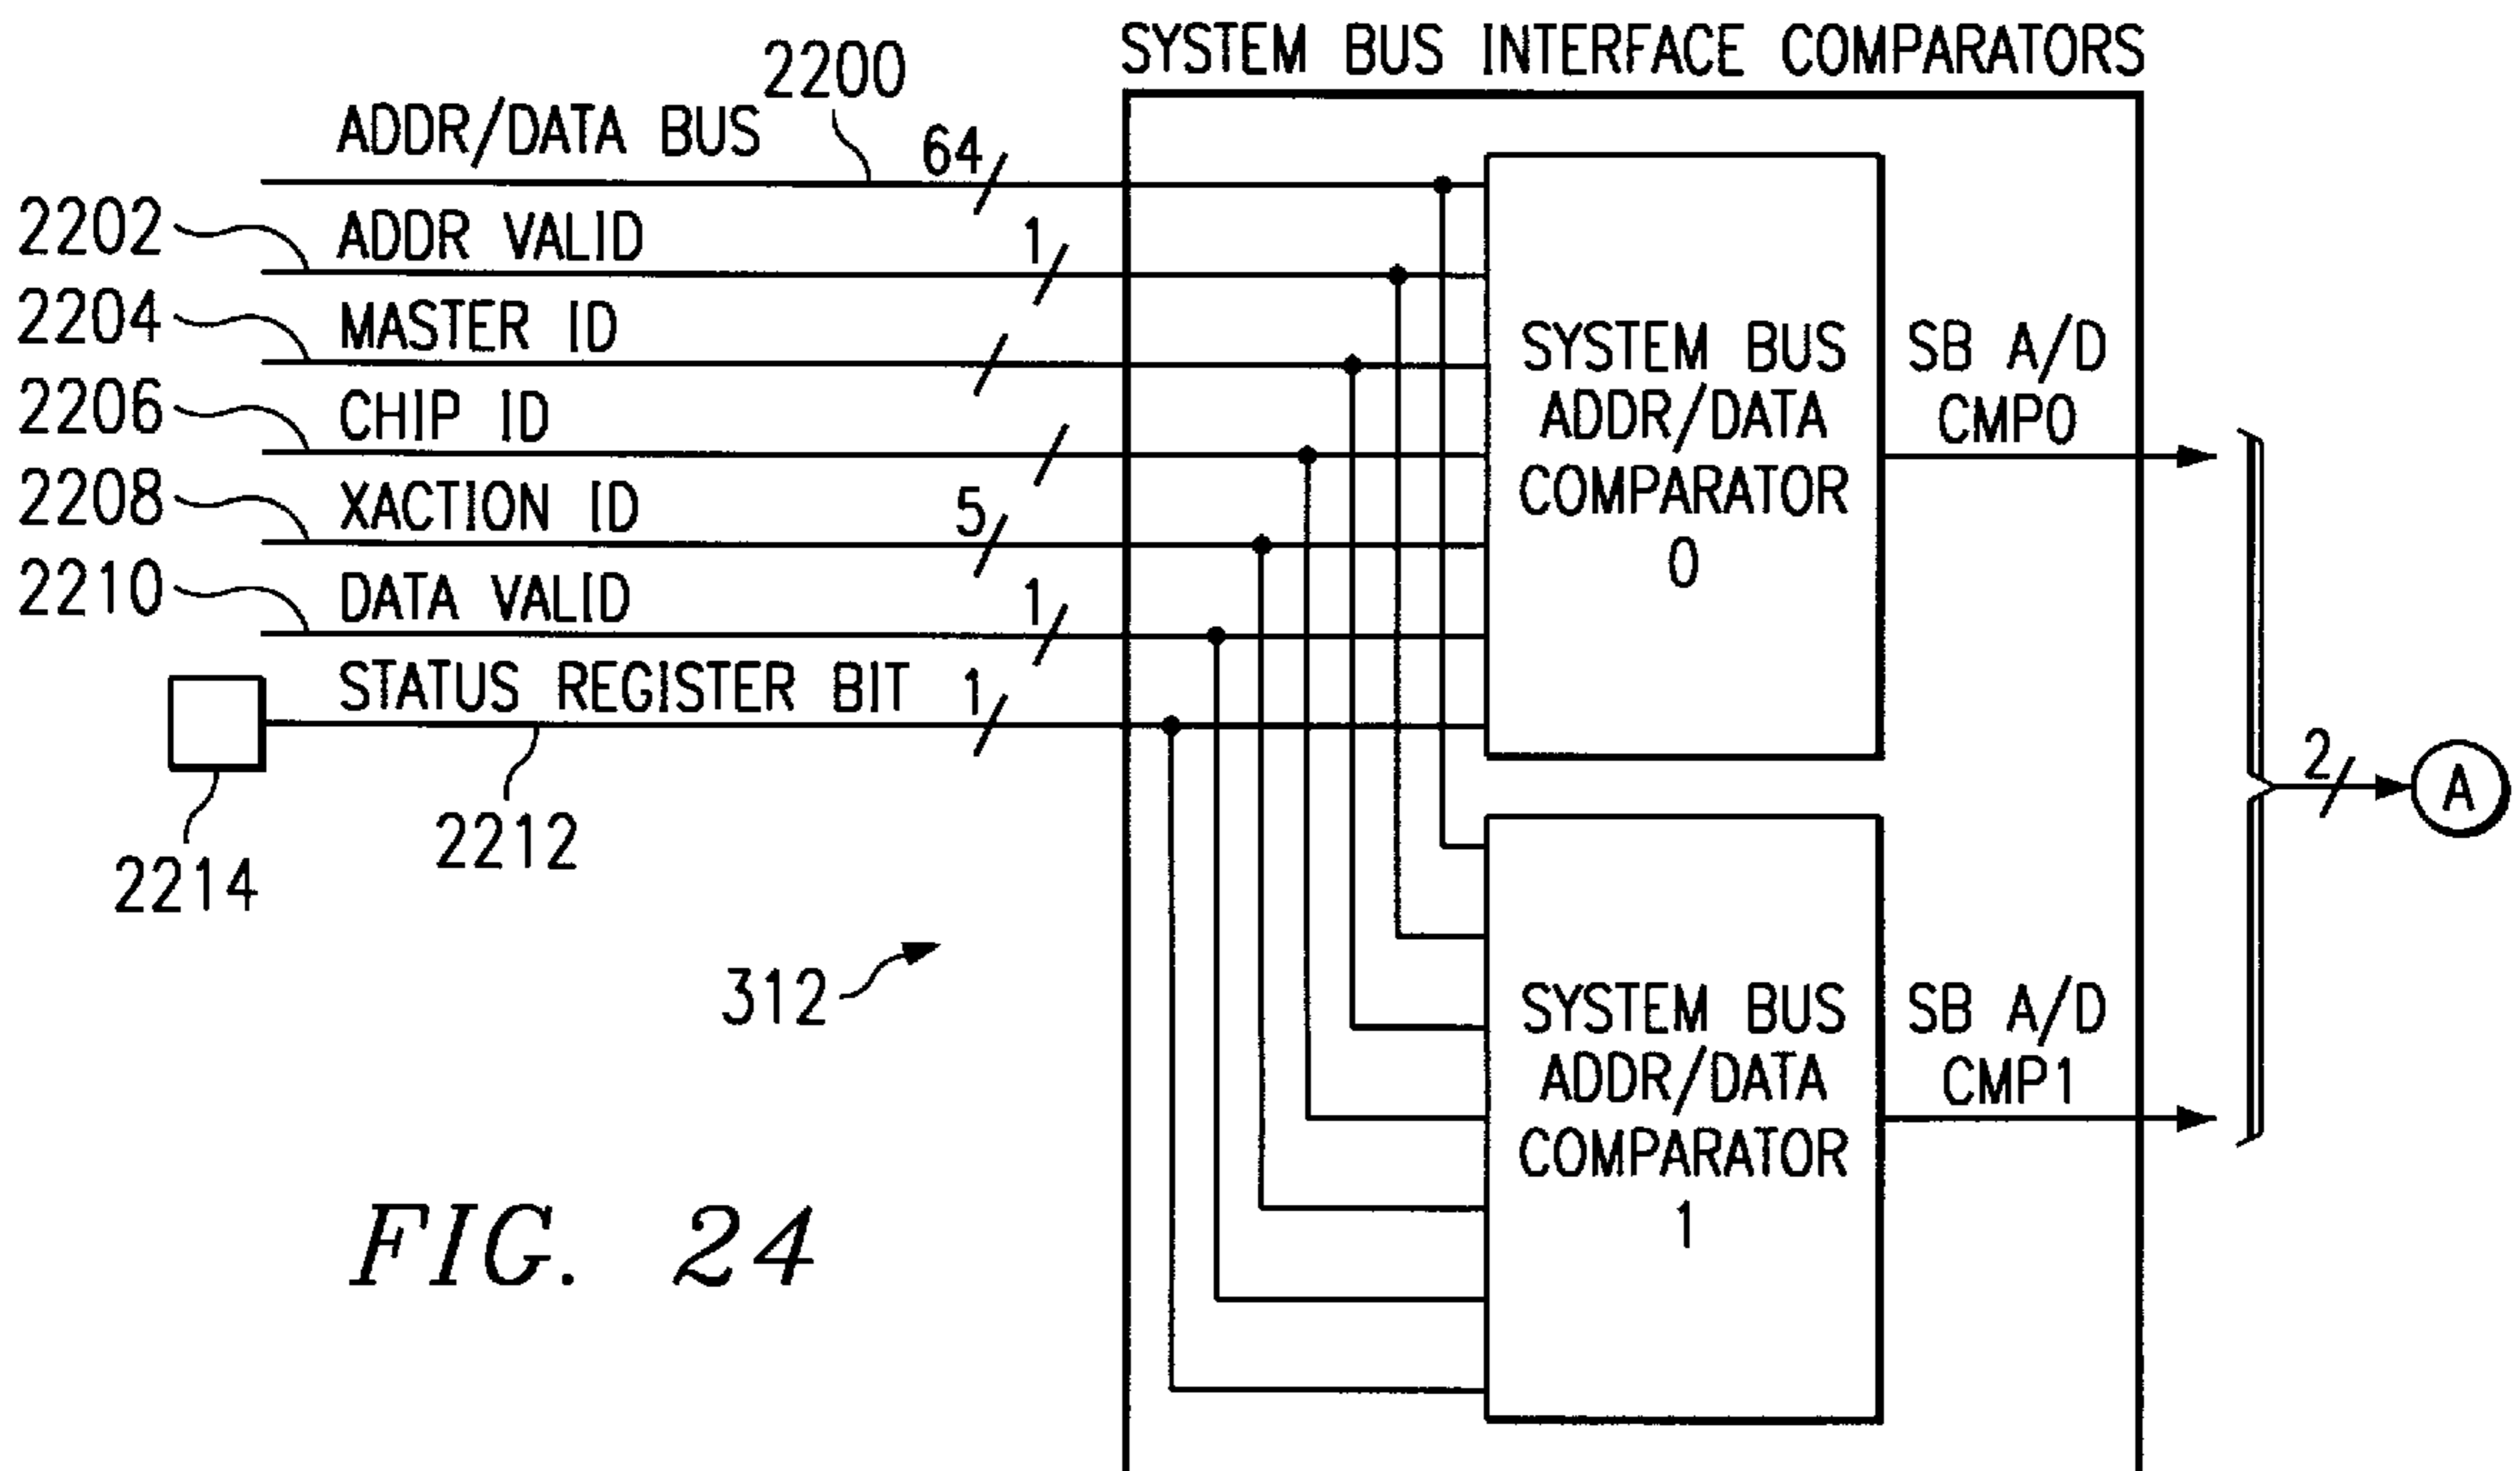 SYSTEM BUS INTERFACE COMPARATORS
2200
ADDR/DATA BUS
64
2202
ADDR VALID
1
2204
MASTER ID
2206
CHIP ID
2208
XACTION ID
5
2210
DATA VALID
1
STATUS REGISTER BIT
1
2212
2214
312
SYSTEM BUS
ADDR/DATA
COMPARATOR
0
SB A/D
CMP0
SYSTEM BUS
ADDR/DATA
COMPARATOR
1
SB A/D
CMP1
2
A
FIG. 24